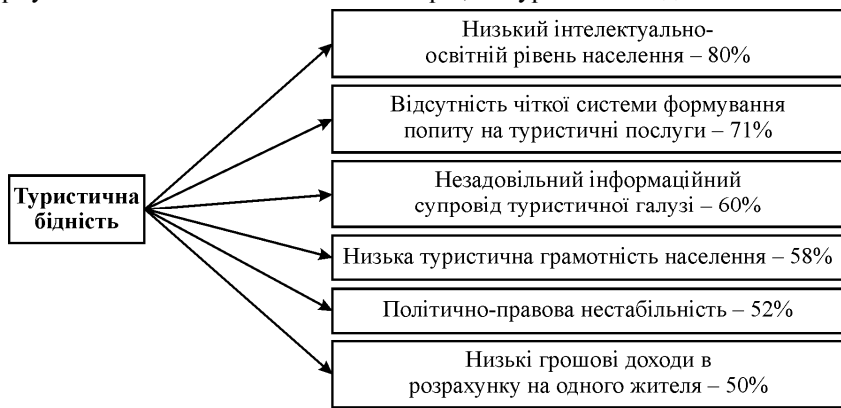 Туристична
бідність
Низький інтелектуально-
освітній рівень населення – 80%
Відсутність чіткої системи формування
попиту на туристичні послуги – 71%
Незадовільний інформаційний
супровід туристичної галузі – 60%
Низька туристична грамотність населення – 58%
Політично-правова нестабільність – 52%
Низькі грошові доходи в
розрахунку на одного жителя – 50%